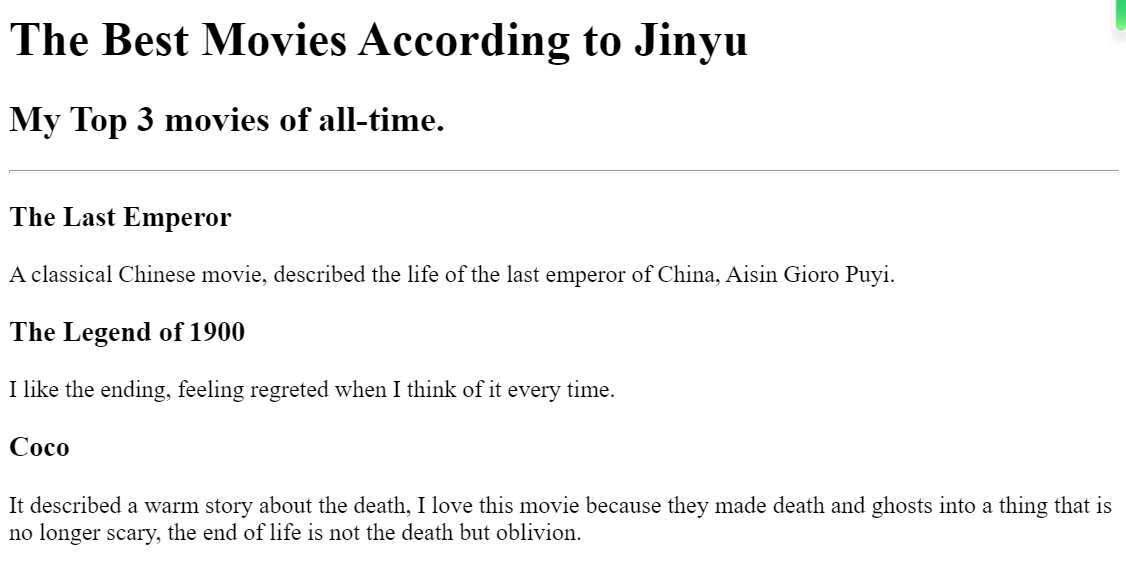 The Best Movies According to Jinyu
My Top 3 movies of all-time.
The Last Emperor
A classical Chinese movie, described the life of the last emperor of China, Aisin Gioro Puyi.
The Legend of 1900
I like the ending, feeling regreted when I think of it every time.
Coco
It described a warm story about the death, I love this movie because they made death and ghosts into a thing that is
no longer scary, the end of life is not the death but oblivion.